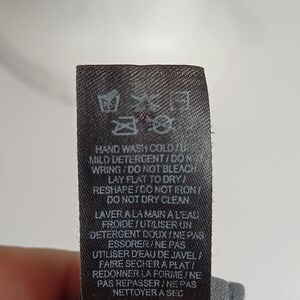 HAND WASH COLD / U
MILD DETERGENT / DO NO
WRING / DO NOT BLEACH
LAY FLAT TO DRY /
RESHAPE / DO NOT IRON /
DO NOT DRY CLEAN
LAVER A LA MAIN A L'EAU
FROIDE / UTILISER UN
DETERGENT DOUX / NE PAS
ESSORER / NE PAS
UTILISER D'EAU DE JAVEL /
FAIRE SECHER A PLAT /
REDONNER LA FORME / NE
PAS REPASSER / NE PAS
NETTOYER A SEC